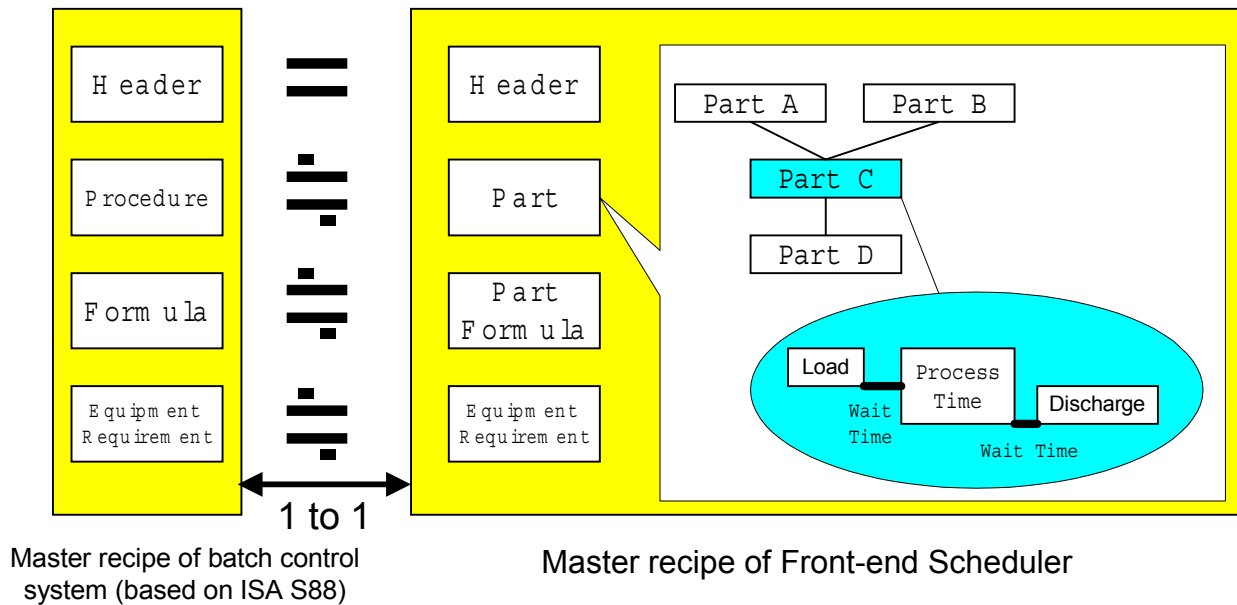 Header
Procedure
Formula
Equipment
Requirement
Header
Part
Part
Formula
Equipment
Requirement
Part A
Part B
Part C
Part D
Load
Wait
Time
Process
Time
Discharge
Wait Time
1 to 1
Master recipe of batch control
system (based on ISA S88)
Master recipe of Front-end Scheduler